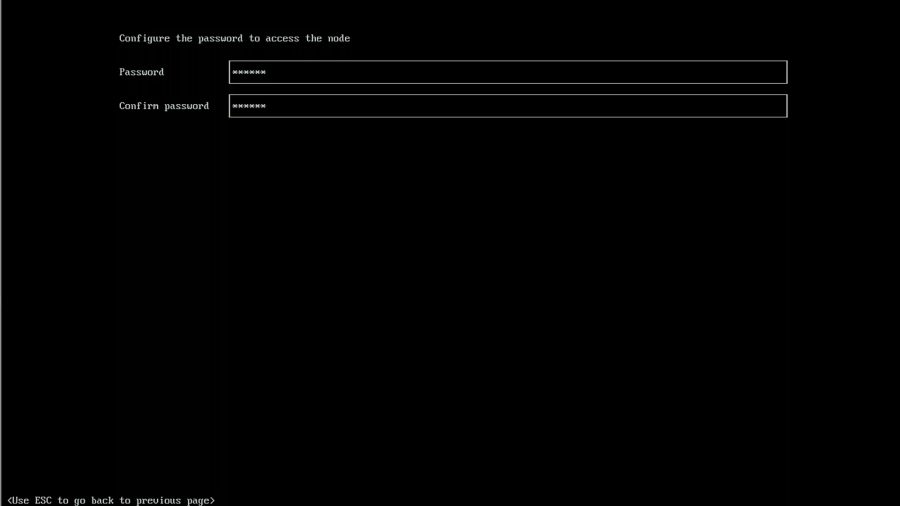 Configure the password to access the node
Password ******
Confirm password ******
<Use ESC to go back to previous page>